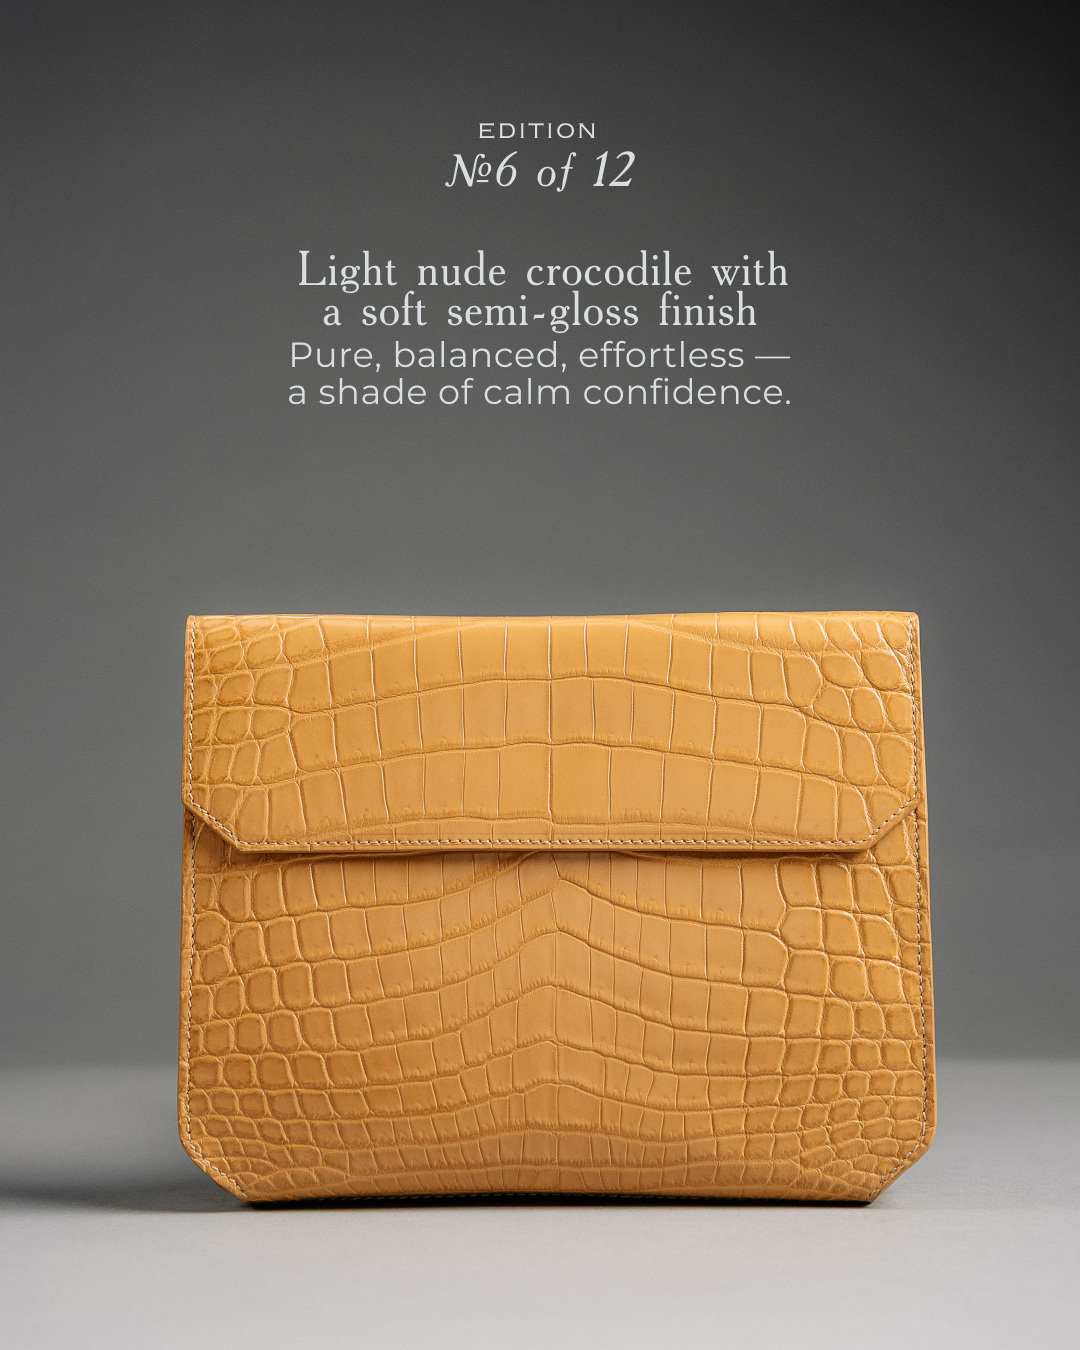 EDITION
№6 of 12
Light nude crocodile with
a soft semi-gloss finish
Pure, balanced, effortless —
a shade of calm confidence.